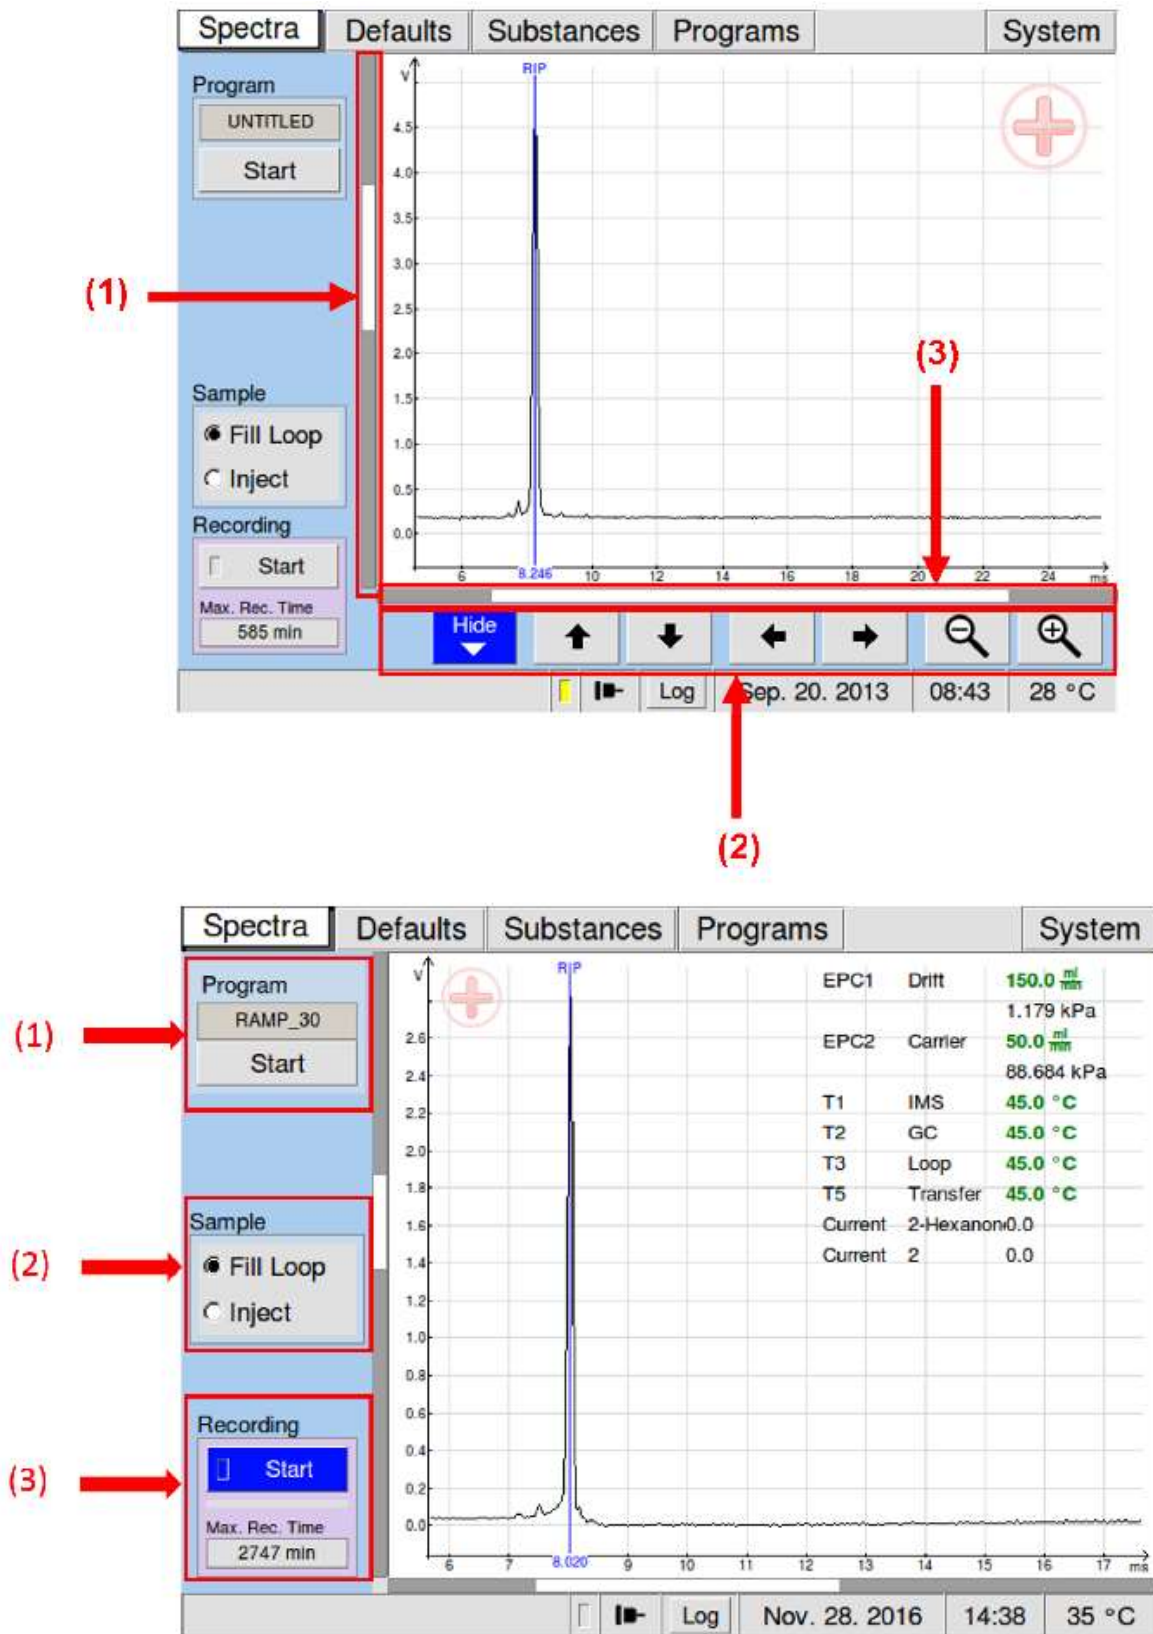 Spectra Defaults Substances Programs System
Program
UNTITLED
Start
Sample
Fill Loop
Inject
Recording
Start
Max. Rec. Time
585 min
(1)
V
RIP
4.5
4.0
3.5
3.0
2.5
2.0
1.5
1.0
0.5
0.0
6 8.246 10 12 14 16 18 20 22 24 ms
(3)
Hide
Log Sep. 20. 2013 08:43 28 °C
(2)
Spectra Defaults Substances Programs System
(1)
Program
RAMP_30
Start
(2)
Sample
Fill Loop
Inject
(3)
Recording
Start
Max. Rec. Time
2747 min
V
RIP
2.6
2.4
2.2
2.0
1.8
1.6
1.4
1.2
1.0
0.8
0.6
0.4
0.2
0.0
EPC1 Drift 150.0 ml/min
1.179 kPa
EPC2 Carrier 50.0 ml/min
88.684 kPa
T1 IMS 45.0 °C
T2 GC 45.0 °C
T3 Loop 45.0 °C
T5 Transfer 45.0 °C
Current 2-Hexanon 0.0
Current 2 0.0
6 7 8.020 9 10 11 12 13 14 15 16 17 ms
Log Nov. 28. 2016 14:38 35 °C